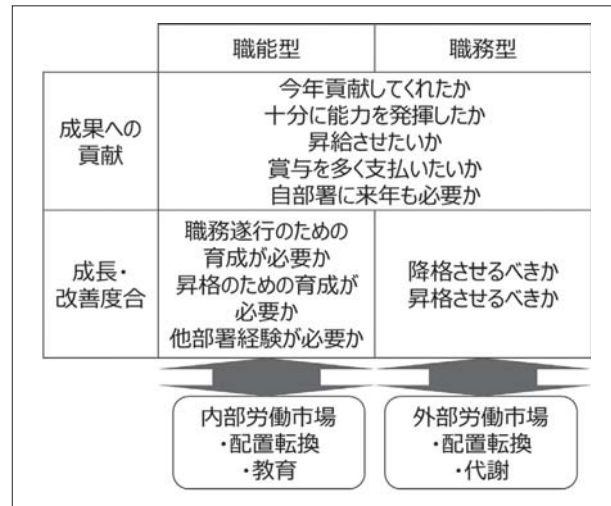 職能型
職務型
成果への
貢献
今年貢献してくれたか
十分に能力を発揮したか
昇給させたいか
賞与を多く支払いたいか
自部署に来年も必要か
成長・
改善度合
職務遂行のための
育成が必要か
昇格のための育成が
必要か
他部署経験が必要か
降格させるべきか
昇格させるべきか
内部労働市場
・配置転換
・教育
外部労働市場
・配置転換
・代謝